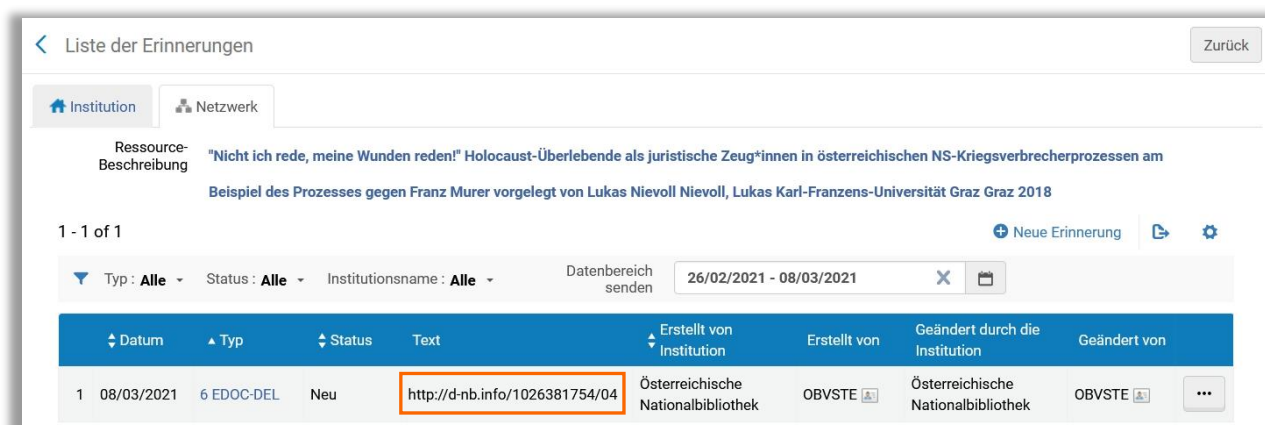 Liste der Erinnerungen
Zurück
Institution
Netzwerk
Ressource-
Beschreibung
"Nicht ich rede, meine Wunden reden!" Holocaust-Überlebende als juristische Zeug*innen in österreichischen NS-Kriegsverbrecherprozessen am
Beispiel des Prozesses gegen Franz Murer vorgelegt von Lukas Nievoll Nievoll, Lukas Karl-Franzens-Universität Graz Graz 2018
1 - 1 of 1
Neue Erinnerung
Typ : Alle
Status : Alle
Institutionsname : Alle
Datenbereich
senden
26/02/2021 - 08/03/2021
Datum
Typ
Status
Text
Erstellt von
Institution
Erstellt von
Geändert durch die
Institution
Geändert von
1
08/03/2021
6 EDOC-DEL
Neu
http://d-nb.info/1026381754/04
Österreichische
Nationalbibliothek
OBVSTE
Österreichische
Nationalbibliothek
OBVSTE